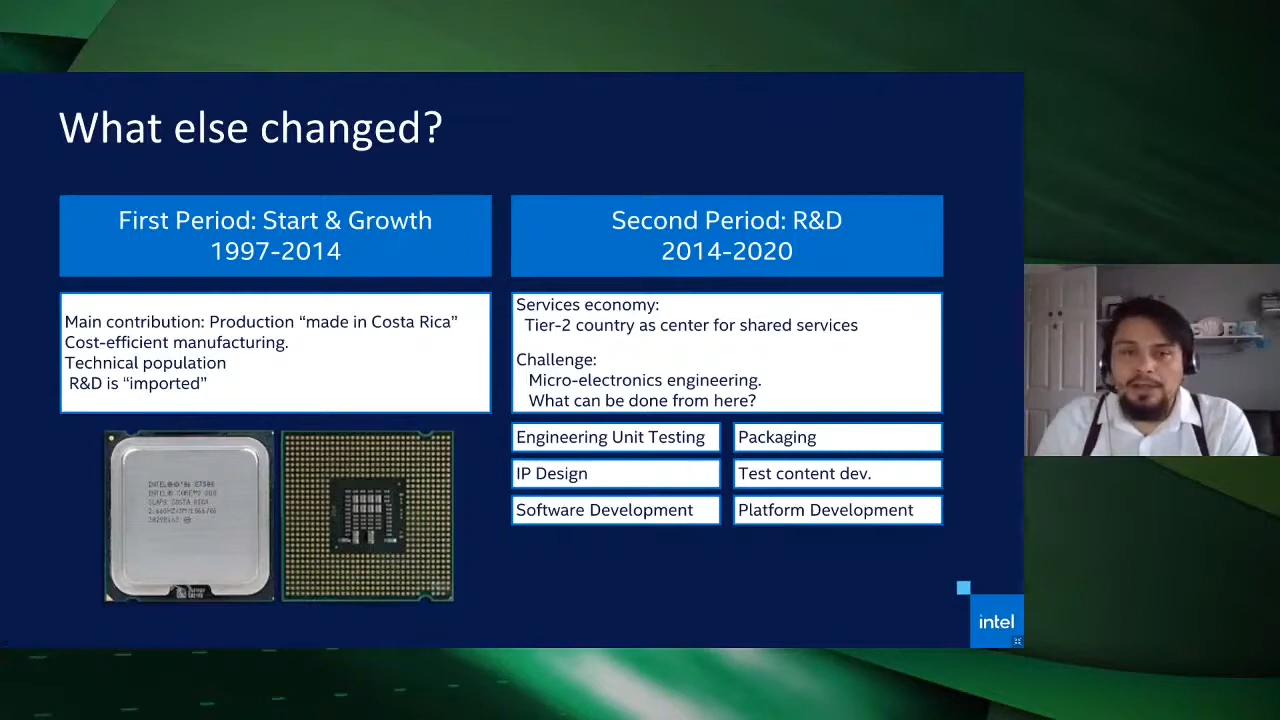 What else changed?
First Period: Start & Growth
1997-2014
Second Period: R&D
2014-2020
Main contribution: Production “made in Costa Rica”
Cost-efficient manufacturing.
Technical population
R&D is “imported”
Services economy:
Tier-2 country as center for shared services
Challenge:
Micro-electronics engineering.
What can be done from here?
Engineering Unit Testing
Packaging
IP Design
Test content dev.
Software Development
Platform Development
COSTA RICA
intel